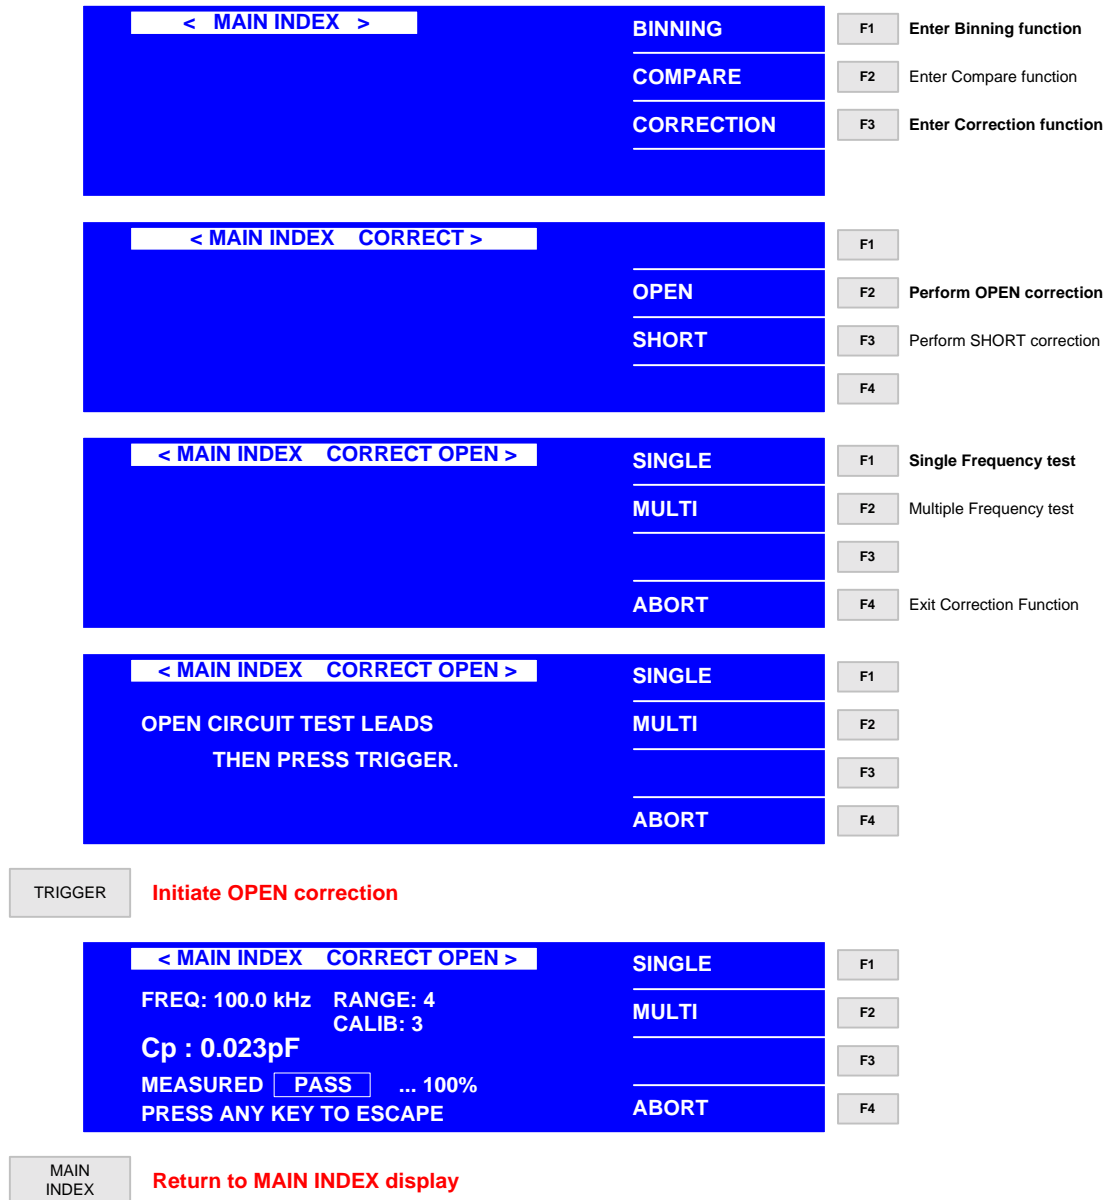 < MAIN INDEX >
BINNING F1 Enter Binning function
COMPARE F2 Enter Compare function
CORRECTION F3 Enter Correction function
< MAIN INDEX CORRECT >
F1
OPEN F2 Perform OPEN correction
SHORT F3 Perform SHORT correction
F4
< MAIN INDEX CORRECT OPEN >
SINGLE F1 Single Frequency test
MULTI F2 Multiple Frequency test
F3
ABORT F4 Exit Correction Function
< MAIN INDEX CORRECT OPEN >
SINGLE F1
OPEN CIRCUIT TEST LEADS MULTI F2
THEN PRESS TRIGGER.
F3
ABORT F4
TRIGGER Initiate OPEN correction
< MAIN INDEX CORRECT OPEN >
SINGLE F1
FREQ: 100.0 kHz RANGE: 4
MULTI F2
CALIB: 3
Cp : 0.023pF
F3
MEASURED PASS ... 100%
PRESS ANY KEY TO ESCAPE
ABORT F4
MAIN
INDEX
Return to MAIN INDEX display